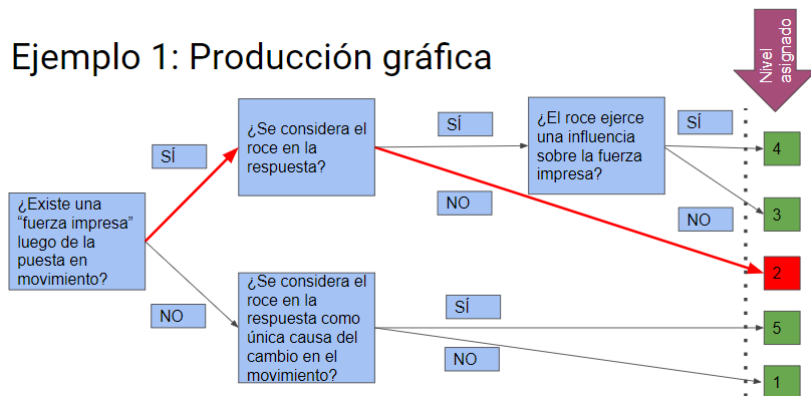 Ejemplo 1: Producción gráfica
Nivel
asignado
¿Existe una
“fuerza impresa”
luego de la
puesta en
movimiento?
SÍ
NO
¿Se considera el
roce en la
respuesta?
SÍ
NO
¿El roce ejerce
una influencia
sobre la fuerza
impresa?
SÍ
NO
4
3
2
¿Se considera el
roce en la
respuesta como
única causa del
cambio en el
movimiento?
SÍ
NO
5
1